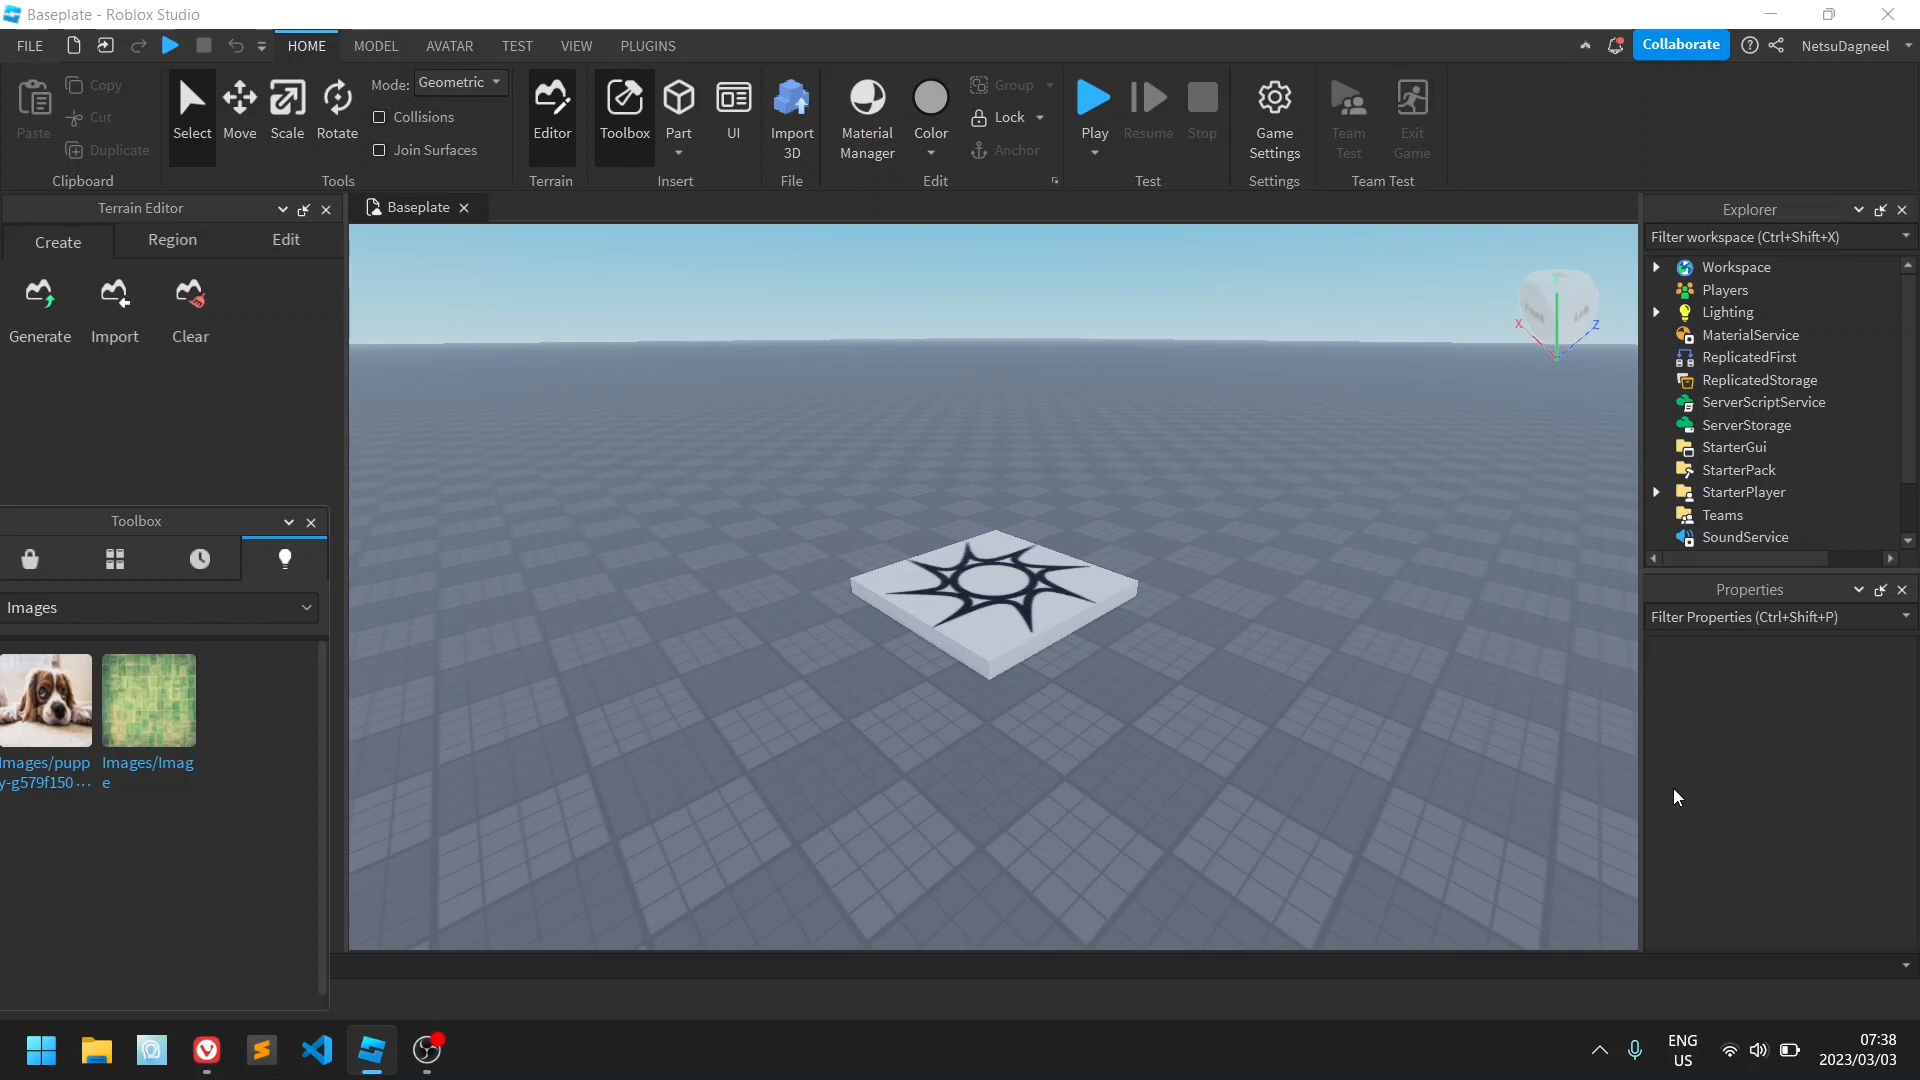 Baseplate - Roblox Studio
FILE HOME MODEL AVATAR TEST VIEW PLUGINS Collaborate NetsuDagneel
Paste Copy Cut Duplicate Clipboard
Select Move Scale Rotate Mode: Geometric Collisions Join Surfaces Tools
Editor Terrain
Toolbox Part UI Insert
Import 3D File
Material Manager Color Group Lock Anchor Edit
Play Resume Stop Test
Game Settings Settings
Team Test Exit Game Team Test
Terrain Editor
Create Region Edit
Generate Import Clear
Toolbox
Images
Images/pupp
y-g579f150...
Images/Imag
e
Baseplate
X
Z
Explorer
Filter workspace (Ctrl+Shift+X)
Workspace
Players
Lighting
MaterialService
ReplicatedFirst
ReplicatedStorage
ServerScriptService
ServerStorage
StarterGui
StarterPack
StarterPlayer
Teams
SoundService
Properties
Filter Properties (Ctrl+Shift+P)
ENG
US
07:38
2023/03/03